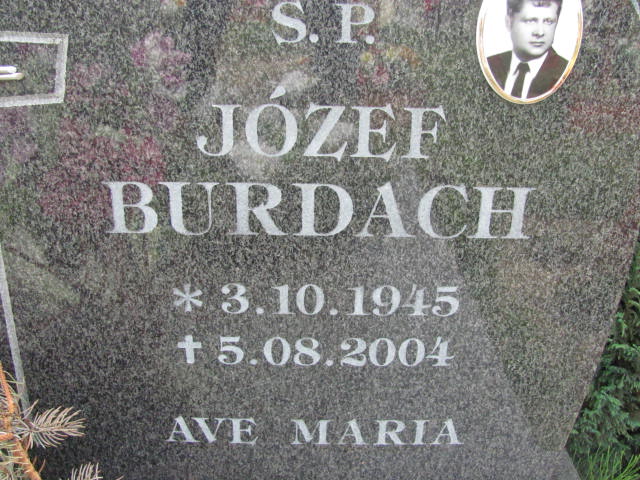 Ś. P.
JÓZEF
BURDACH
* 3.10.1945
✝ 5.08.2004
AVE MARIA